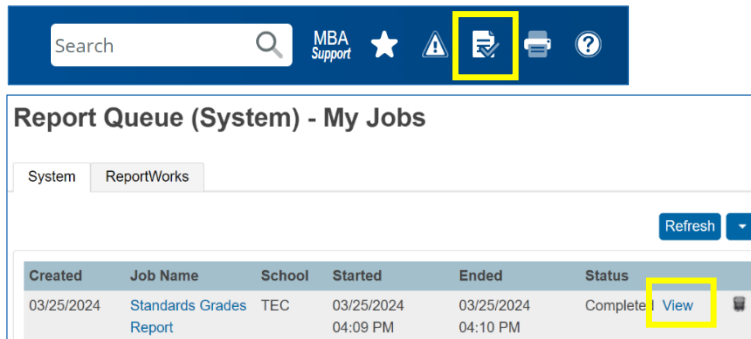 Search
MBA
Support
Report Queue (System) - My Jobs
System ReportWorks
Refresh
Created Job Name School Started Ended Status
03/25/2024 Standards Grades TEC 03/25/2024 03/25/2024 Completed View
Report 04:09 PM 04:10 PM